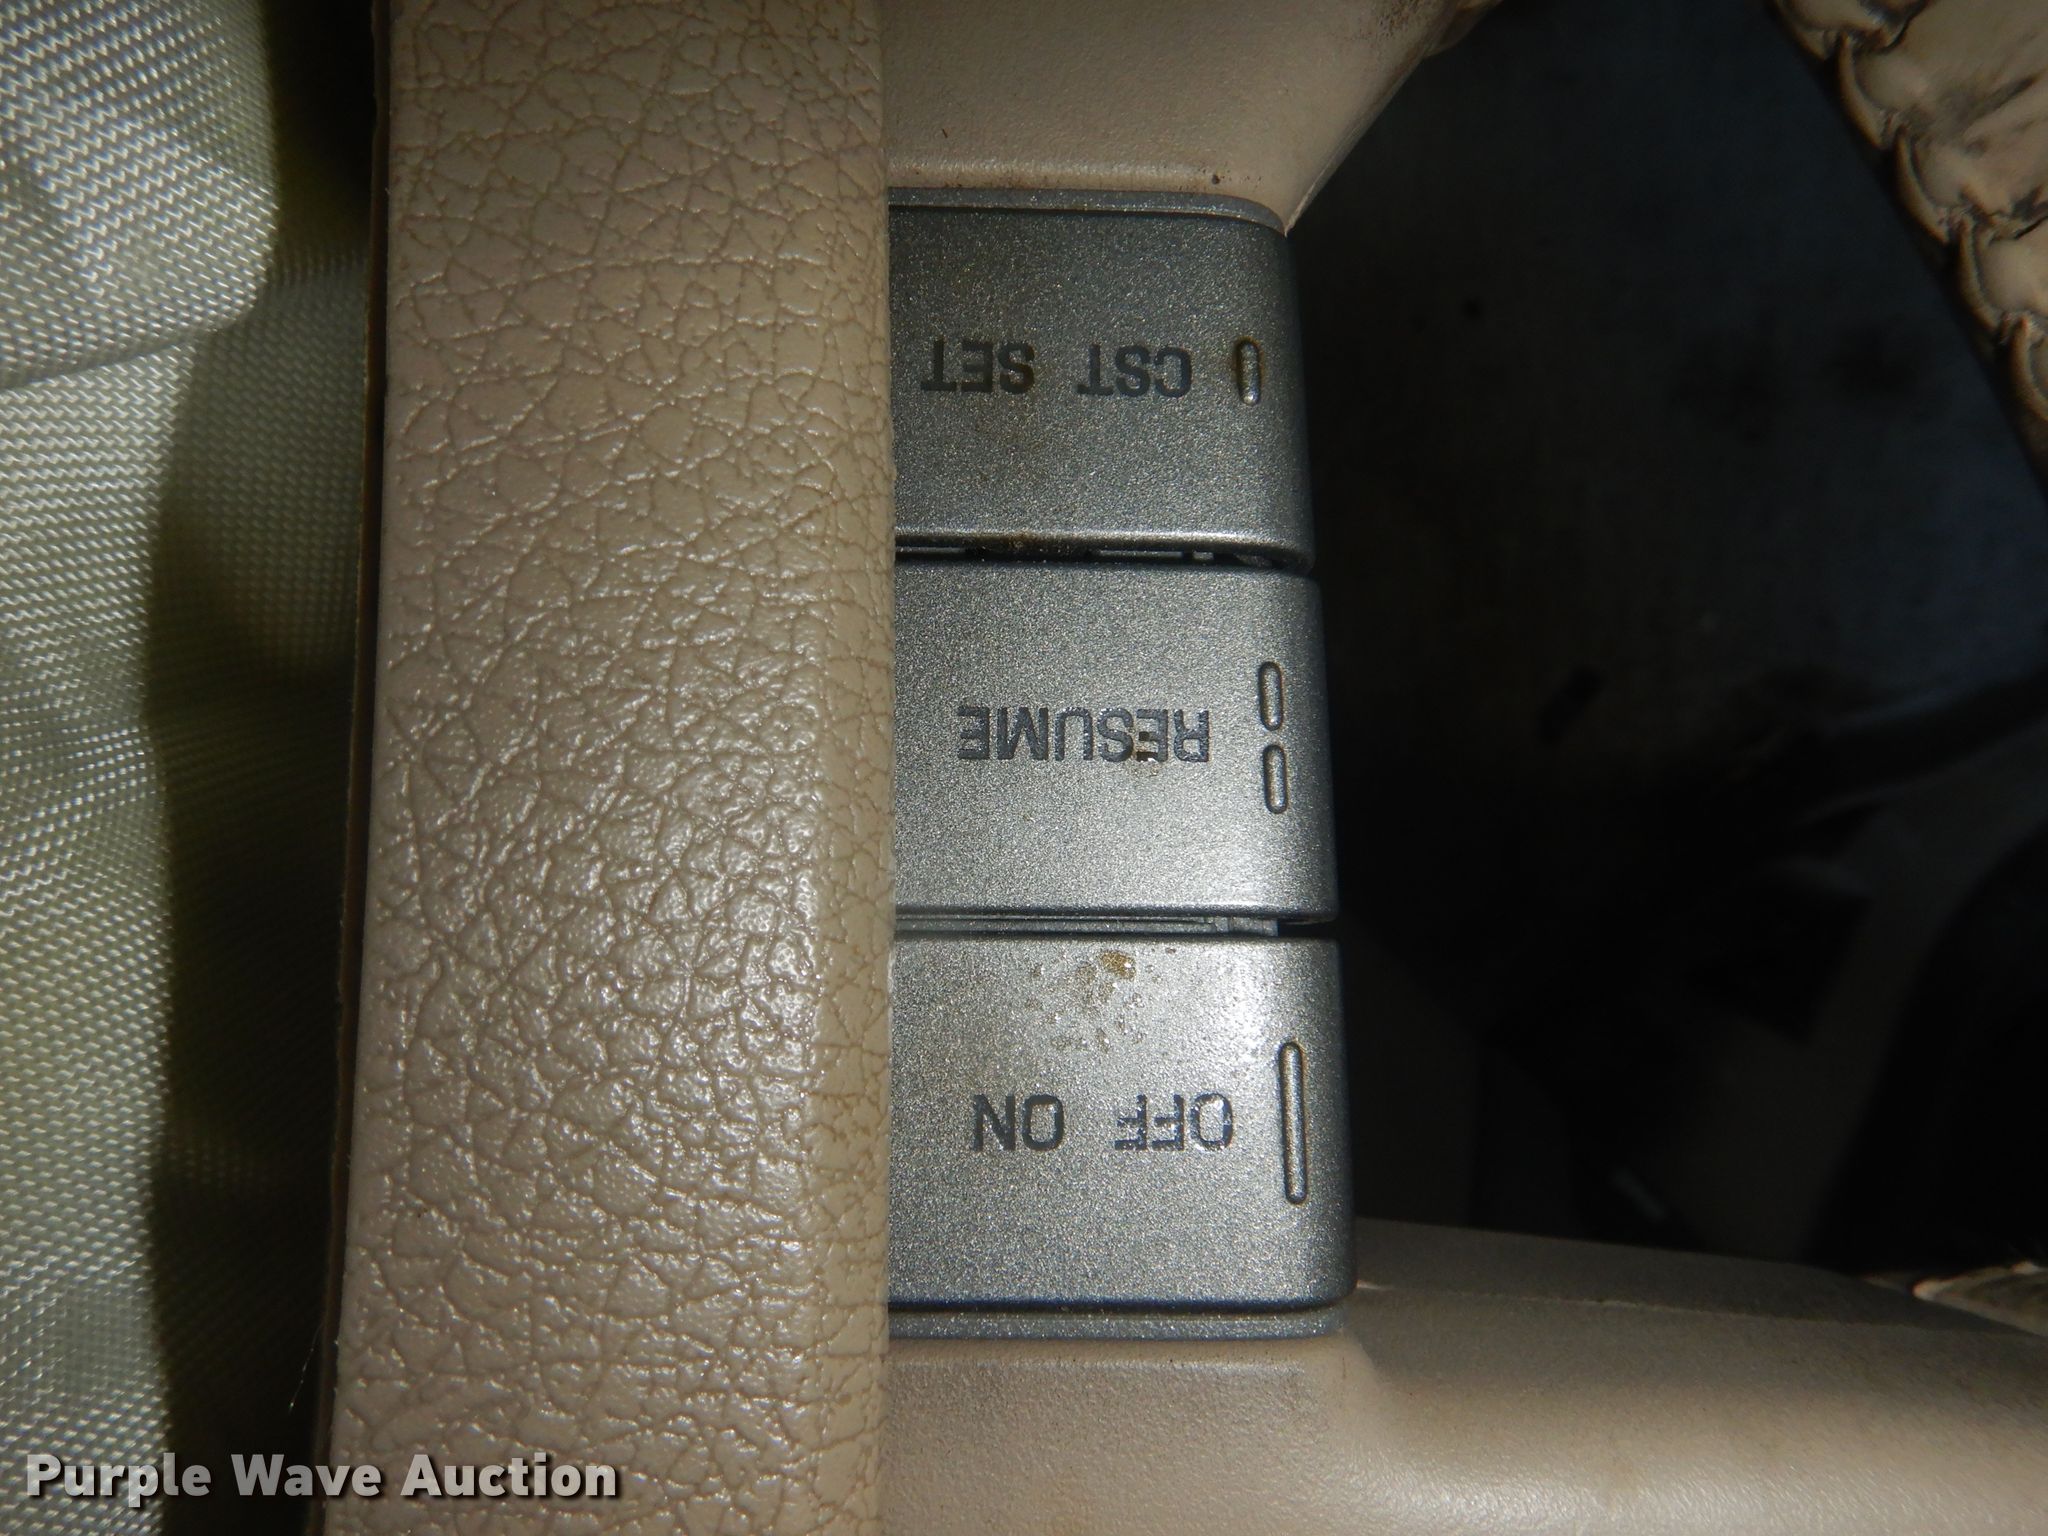 OFF ON
RESUME
CST SET
Purple Wave Auction